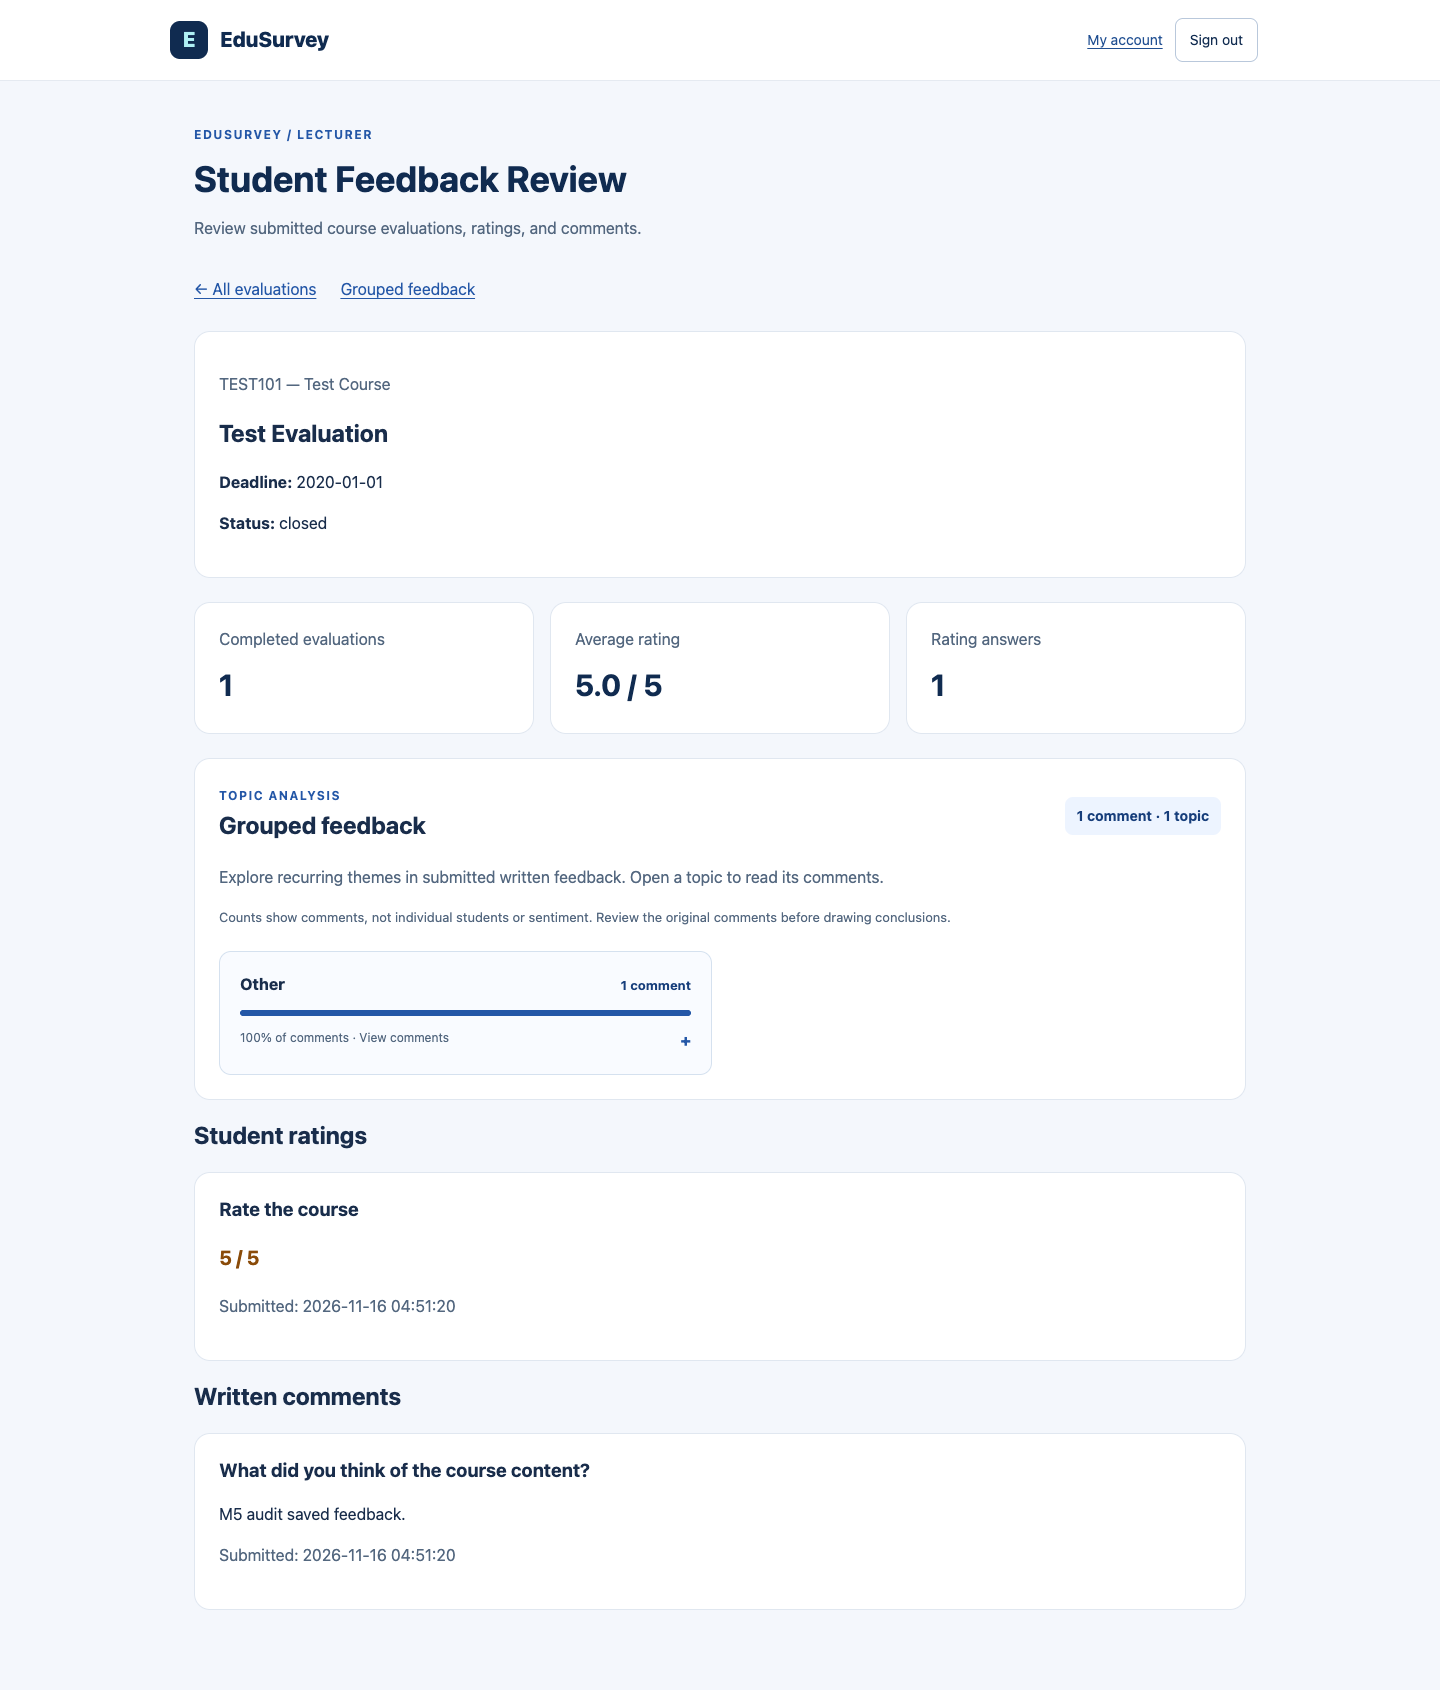 E EduSurvey
My account Sign out
EDUSURVEY / LECTURER
Student Feedback Review
Review submitted course evaluations, ratings, and comments.
← All evaluations Grouped feedback
TEST101 — Test Course
Test Evaluation
Deadline: 2020-01-01
Status: closed
Completed evaluations
1
Average rating
5.0 / 5
Rating answers
1
TOPIC ANALYSIS
Grouped feedback
1 comment · 1 topic
Explore recurring themes in submitted written feedback. Open a topic to read its comments.
Counts show comments, not individual students or sentiment. Review the original comments before drawing conclusions.
Other 1 comment
100% of comments · View comments +
Student ratings
Rate the course
5 / 5
Submitted: 2026-11-16 04:51:20
Written comments
What did you think of the course content?
M5 audit saved feedback.
Submitted: 2026-11-16 04:51:20